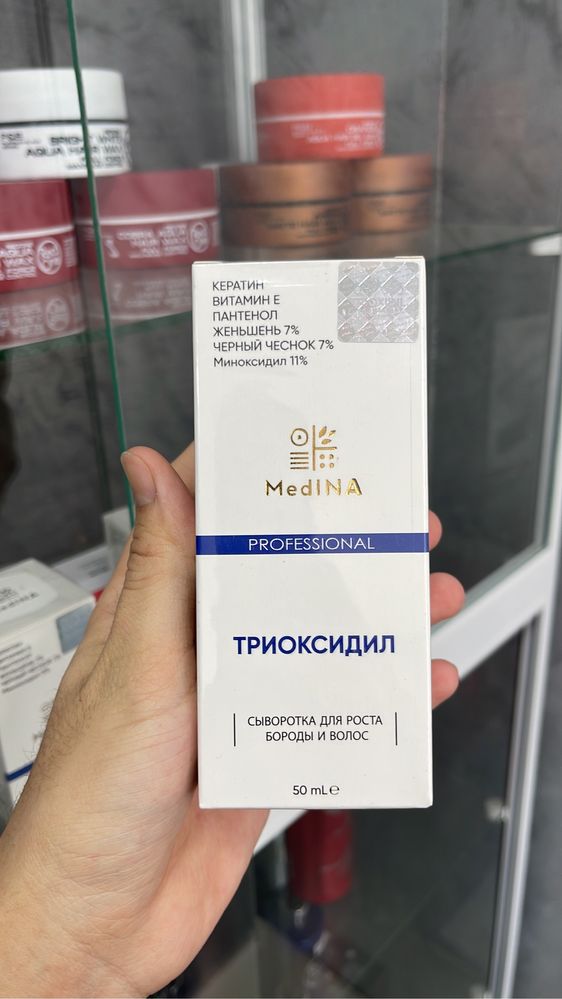 КЕРАТИН
ВИТАМИН Е
ПАНТЕНОЛ
ЖЕНЬШЕНЬ 7%
ЧЕРНЫЙ ЧЕСНОК 7%
Миноксидил 11%
MedINA
PROFESSIONAL
ТРИОКСИДИЛ
СЫВОРОТКА ДЛЯ РОСТА
БОРОДЫ И ВОЛОС
50 mL℮